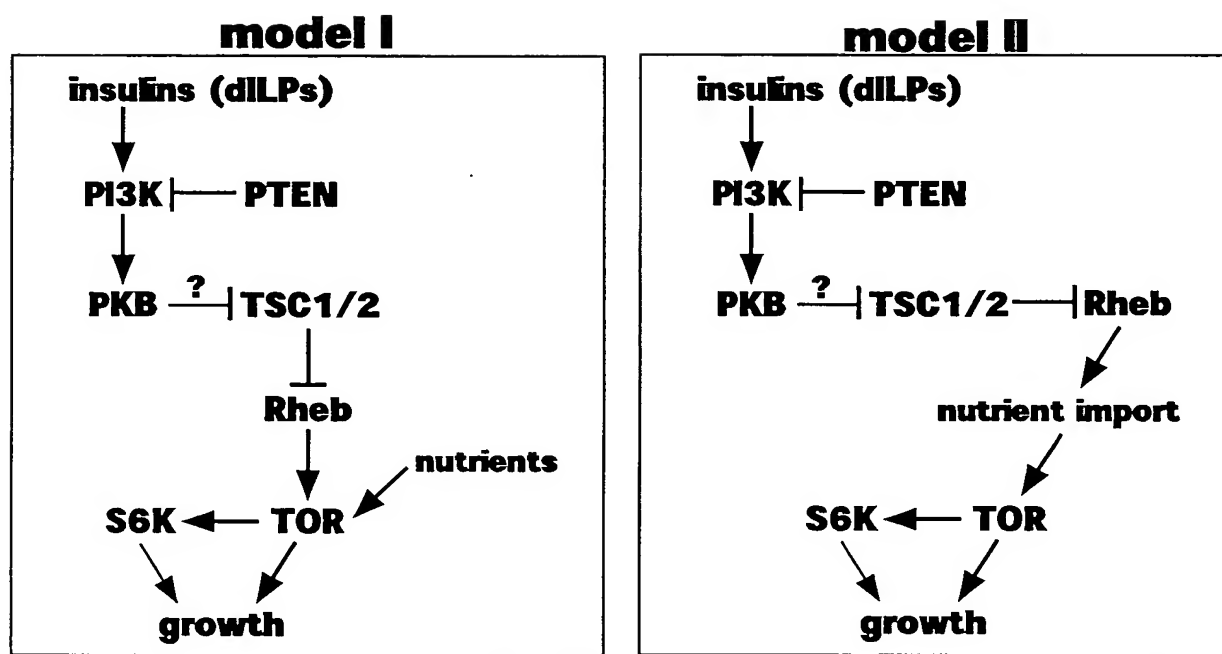 model I
insulins (dILPs)
PI3K PTEN
PKB ? TSC1/2
Rheb
nutrients
S6K TOR
growth
model II
insulins (dILPs)
PI3K PTEN
PKB ? TSC1/2 Rheb
nutrient import
S6K TOR
growth